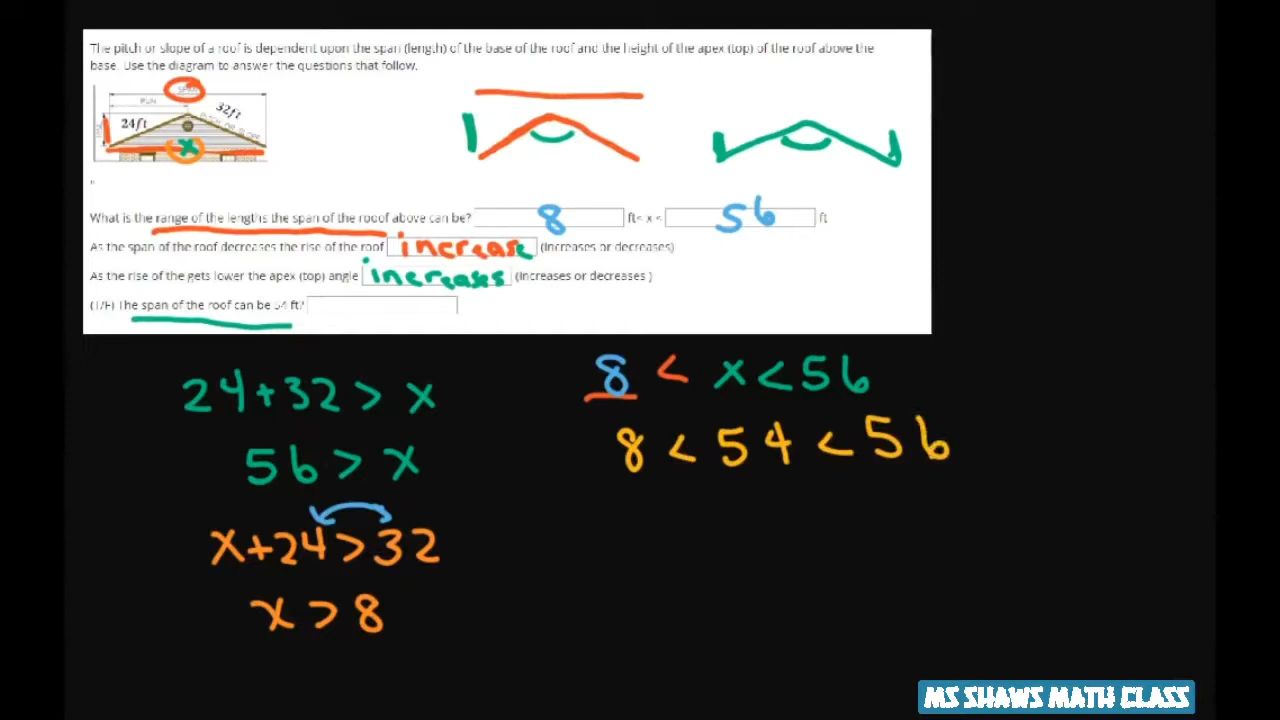 The pitch or slope of a roof is dependent upon the span (length) of the base of the roof and the height of the apex (top) of the roof above the
base. Use the diagram to answer the questions that follow.
RUN
32ft
24ft
x
What is the range of the lengths the span of the rooof above can be? 8 ft< x < 56 ft
As the span of the roof decreases the rise of the roof increase (increases or decreases)
As the rise of the gets lower the apex (top) angle increases (increases or decreases )
(T/F) The span of the roof can be 54 ft?
24+32 > x
56 > x
x+24 > 32
x > 8
8 < x < 56
8 < 54 < 56
MS SHAWS MATH CLASS